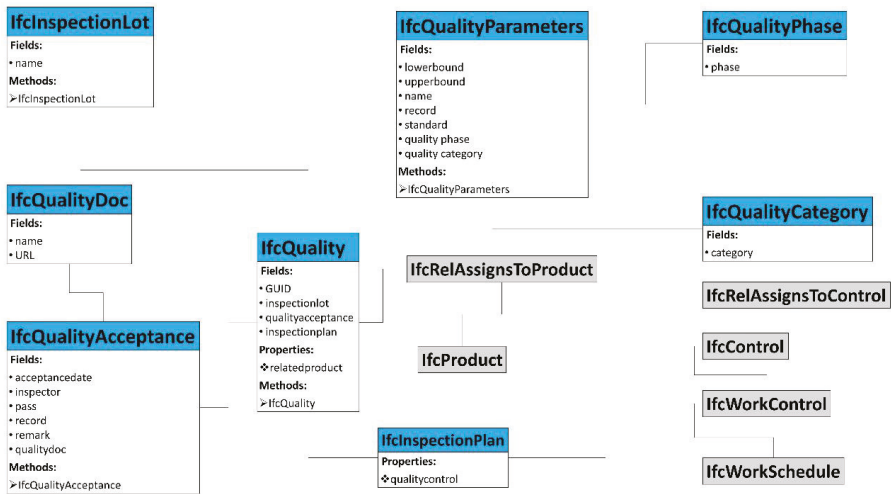 IfcInspectionLot
Fields:
• name
Methods:
➢IfcInspectionLot
IfcQualityParameters
Fields:
• lowerbound
• upperbound
• name
• record
• standard
• quality phase
• quality category
Methods:
➢IfcQualityParameters
IfcQualityPhase
Fields:
• phase
IfcQualityDoc
Fields:
• name
• URL
IfcQuality
Fields:
• GUID
• inspectionlot
• qualityacceptance
• inspectionplan
Properties:
❖relatedproduct
Methods:
➢IfcQuality
IfcQualityCategory
Fields:
• category
IfcRelAssignsToProduct
IfcProduct
IfcRelAssignsToControl
IfcControl
IfcWorkControl
IfcWorkSchedule
IfcQualityAcceptance
Fields:
• acceptancedate
• inspector
• pass
• record
• remark
• qualitydoc
Methods:
➢IfcQualityAcceptance
IfcInspectionPlan
Properties:
❖qualitycontrol